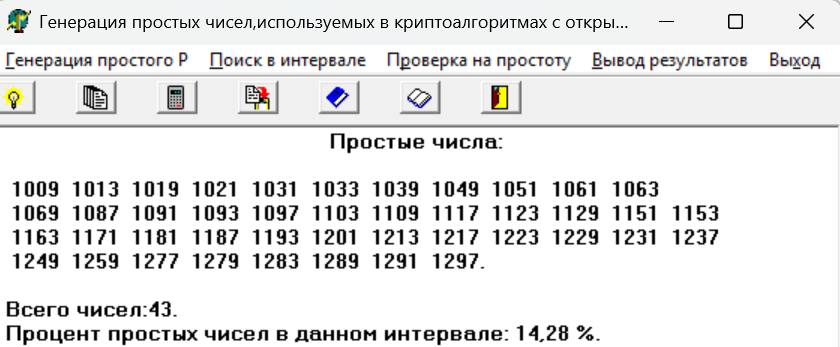 Генерация простых чисел,используемых в криптоалгоритмах с откры...
Генерация простого P Поиск в интервале Проверка на простоту Вывод результатов Выход
Простые числа:
1009 1013 1019 1021 1031 1033 1039 1049 1051 1061 1063
1069 1087 1091 1093 1097 1103 1109 1117 1123 1129 1151 1153
1163 1171 1181 1187 1193 1201 1213 1217 1223 1229 1231 1237
1249 1259 1277 1279 1283 1289 1291 1297.
Всего чисел:43.
Процент простых чисел в данном интервале: 14,28 %.